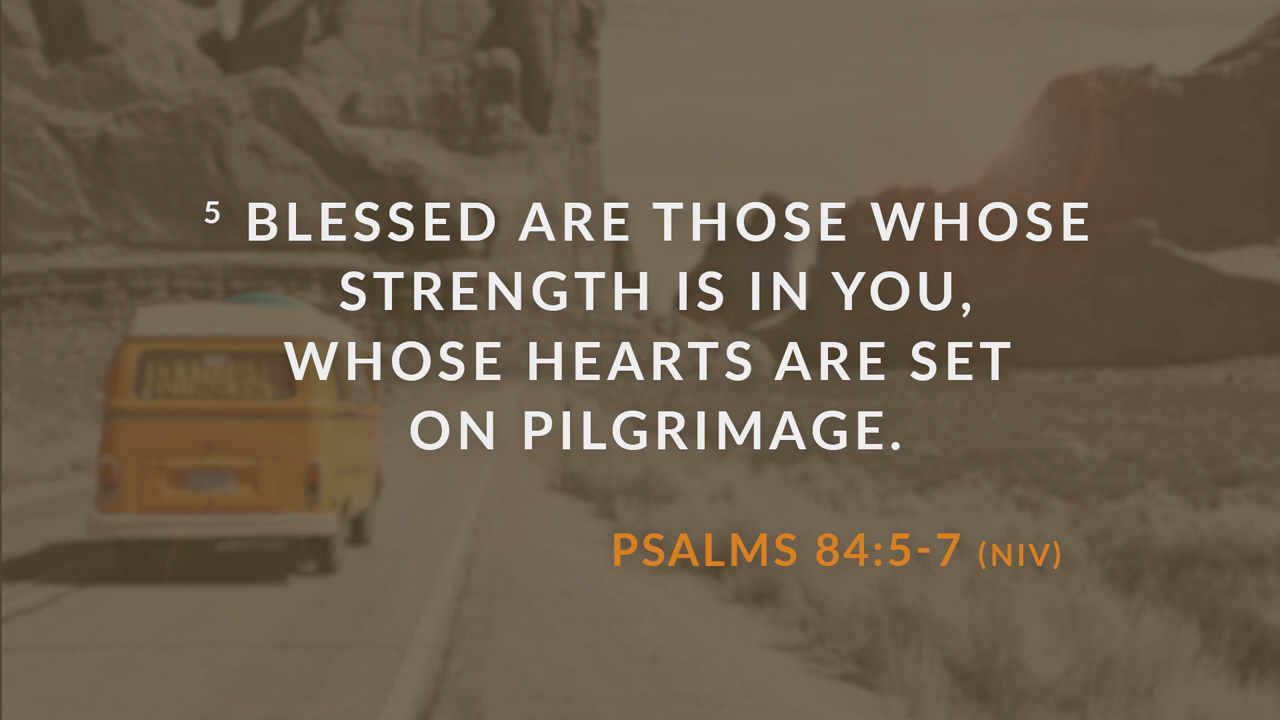 ⁵ BLESSED ARE THOSE WHOSE
STRENGTH IS IN YOU,
WHOSE HEARTS ARE SET
ON PILGRIMAGE.
PSALMS 84:5-7 (NIV)